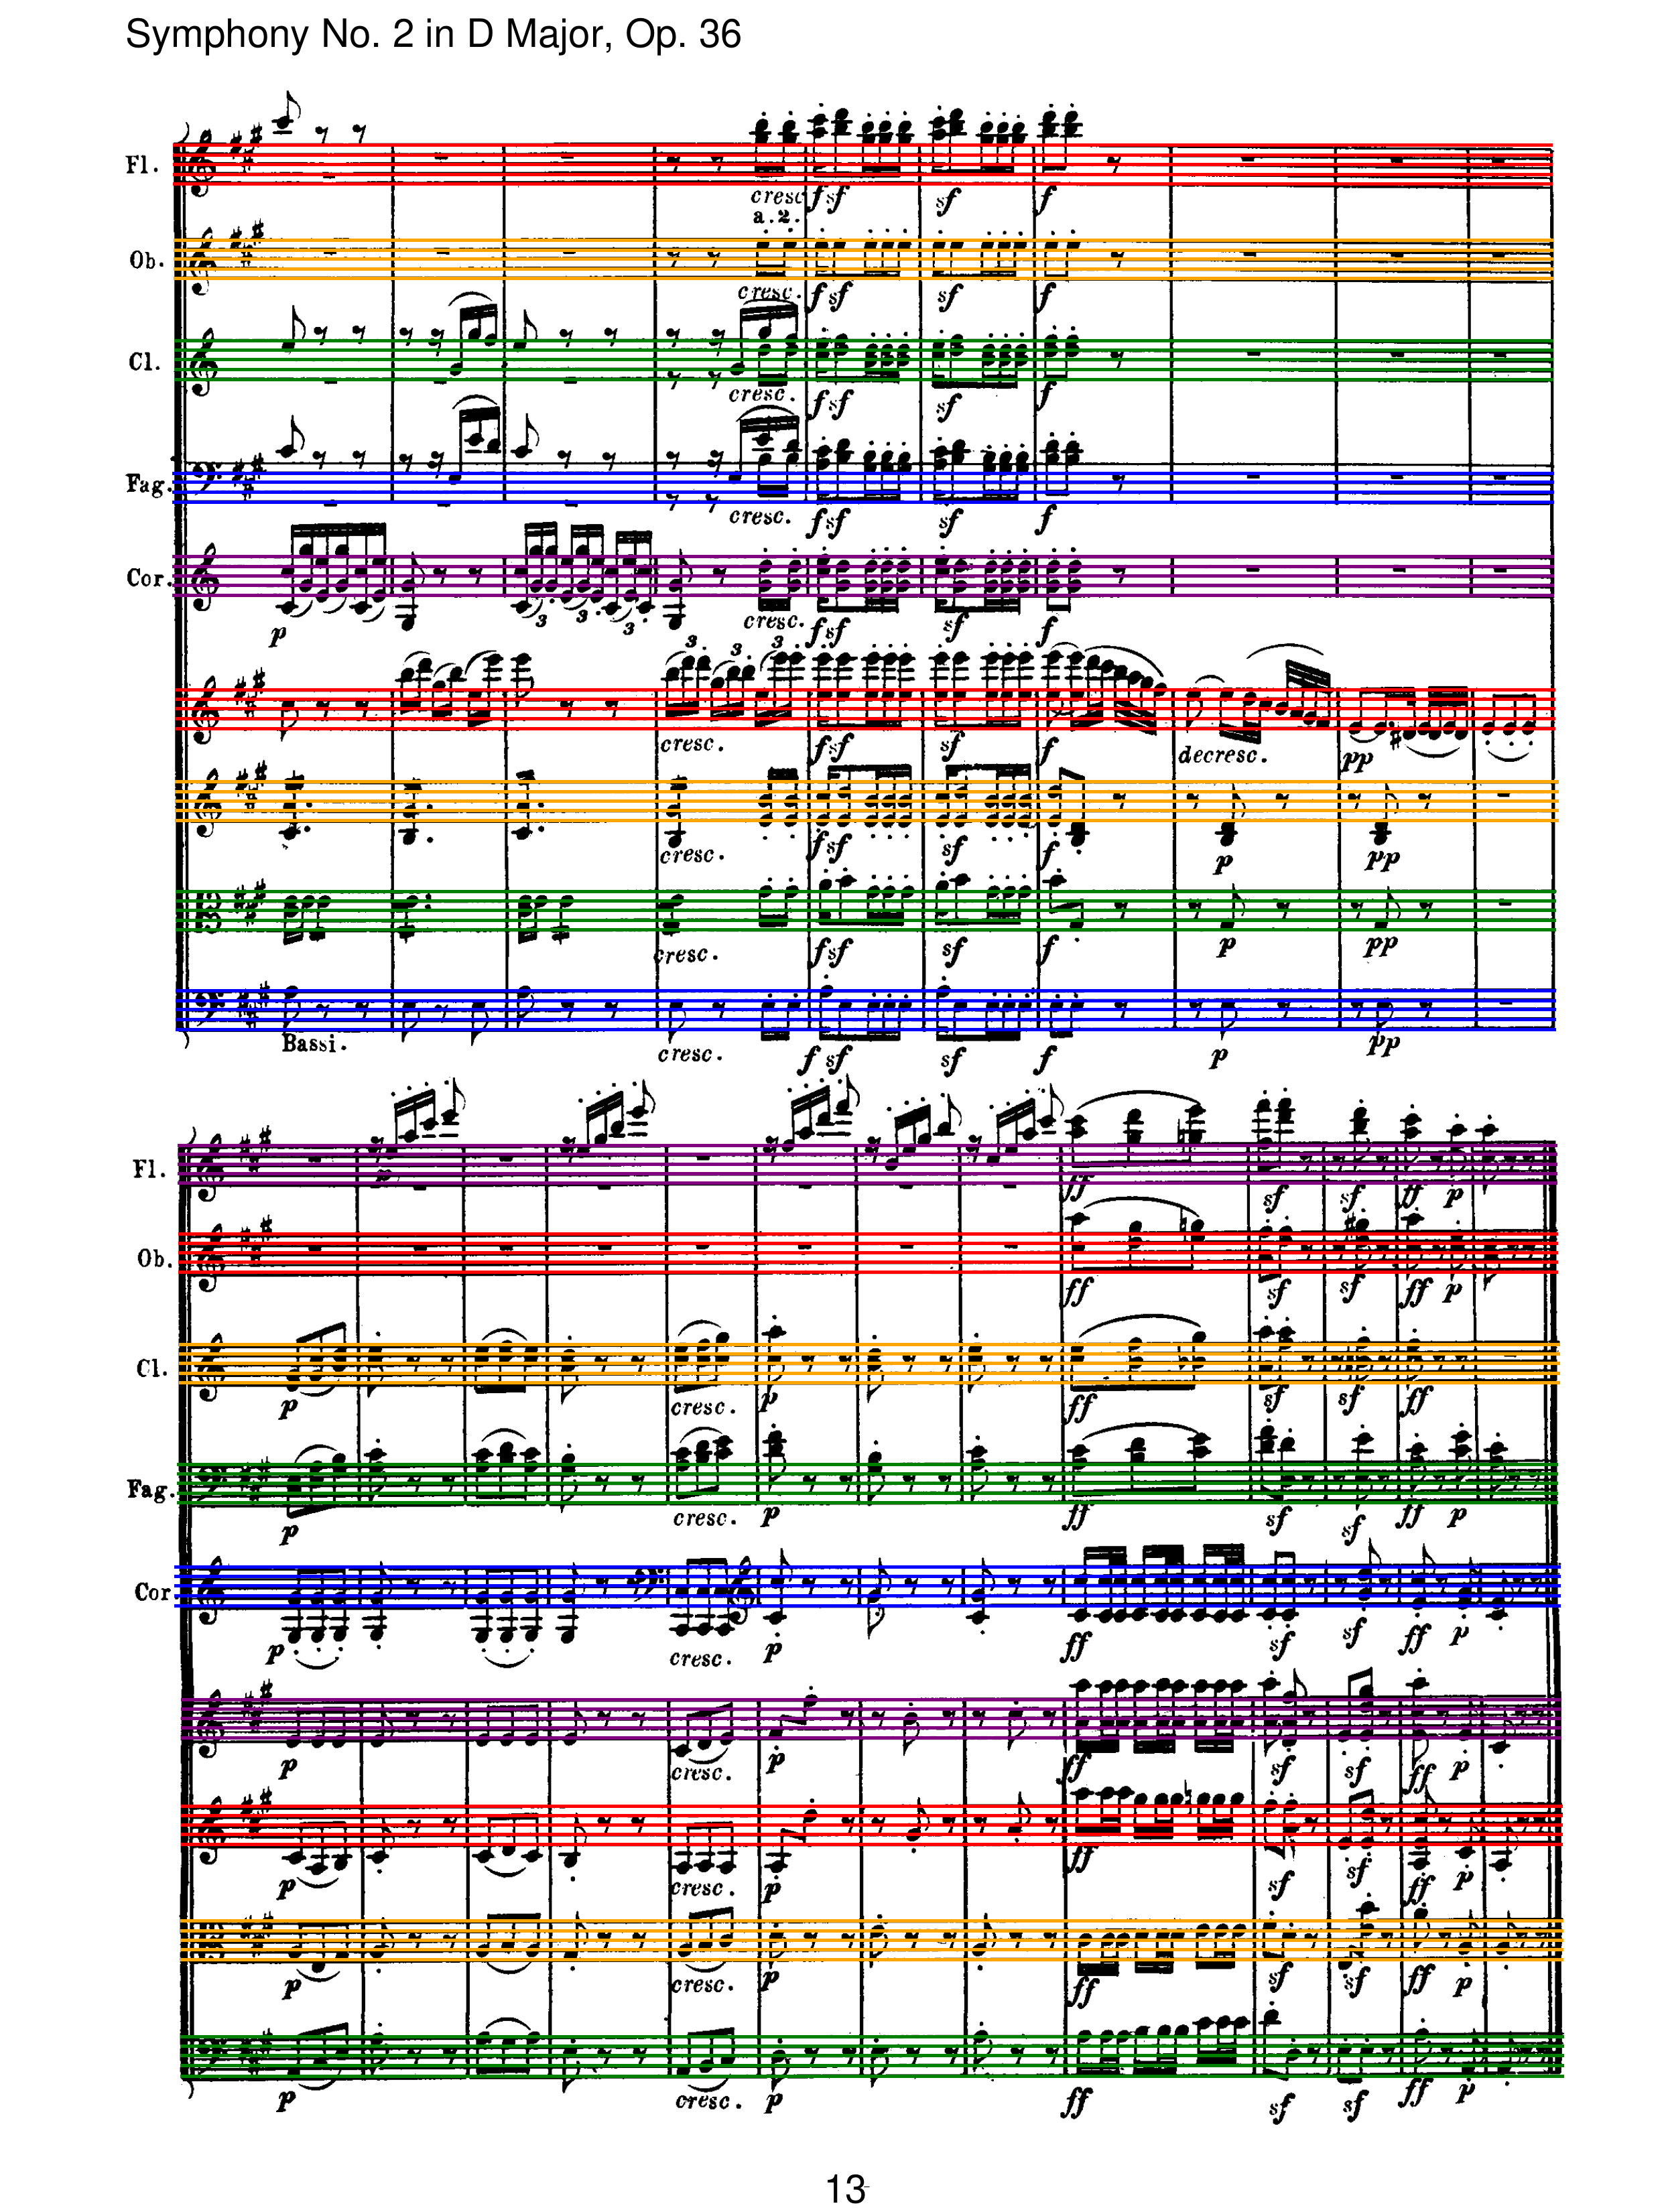 Symphony No. 2 in D Major, Op. 36
Fl.
cresc f sf sf f
a.2.
Ob.
cresc. f sf sf f
Cl.
cresc. f sf sf f
Fag.
cresc. f sf sf f
Cor.
p 3 3 3 cresc. f sf sf f
3 3 3
cresc. f sf sf f decresc. pp
cresc. f sf sf f p pp
cresc. f sf sf f p pp
Bassi. cresc. f sf sf f p pp
Fl.
p ff sf sf ff p
Ob.
ff sf sf ff p
Cl.
p cresc. p ff sf sf ff
Fag.
p cresc. p ff sf sf ff p
Cor
p cresc. p ff sf sf ff p
p cresc. p ff sf sf ff p
p cresc. p ff sf sf ff p
p cresc. p ff sf sf ff p
p cresc. p ff sf sf ff p
13